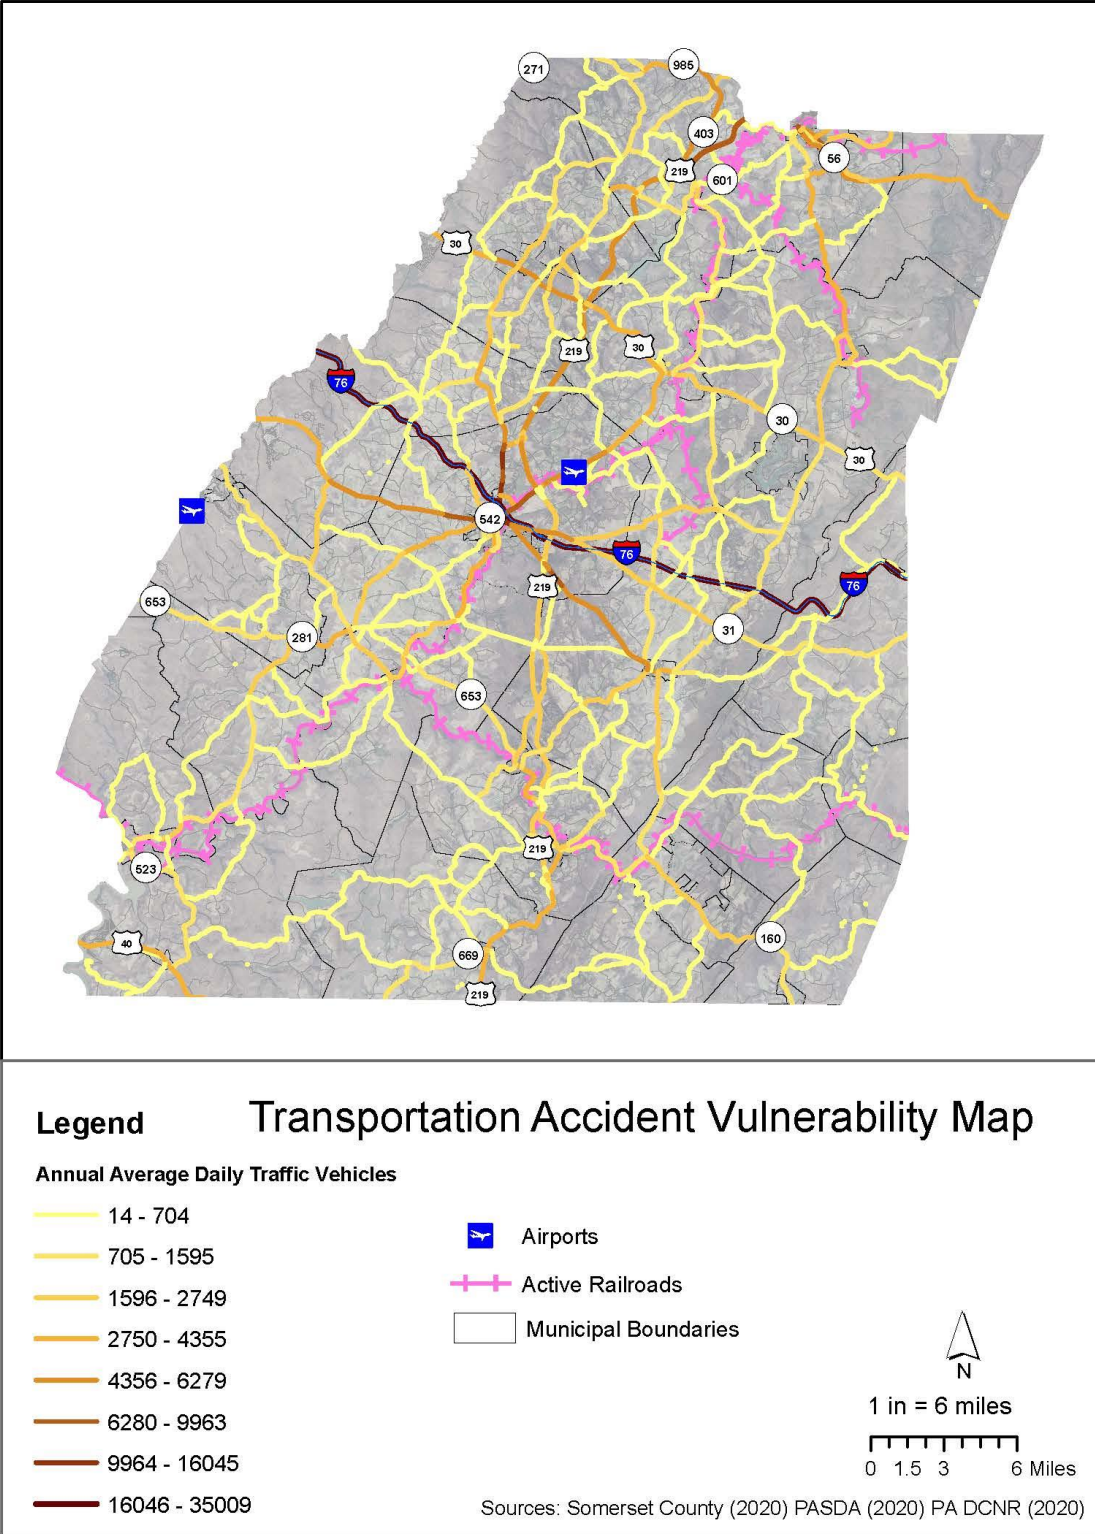 271
985
403
56
219
601
30
219
30
76
30
30
542
76
76
219
653
281
31
653
219
523
40
669
160
219
Legend
Transportation Accident Vulnerability Map
Annual Average Daily Traffic Vehicles
14 - 704
705 - 1595
1596 - 2749
2750 - 4355
4356 - 6279
6280 - 9963
9964 - 16045
16046 - 35009
Airports
Active Railroads
Municipal Boundaries
N
1 in = 6 miles
0 1.5 3 6 Miles
Sources: Somerset County (2020) PASDA (2020) PA DCNR (2020)